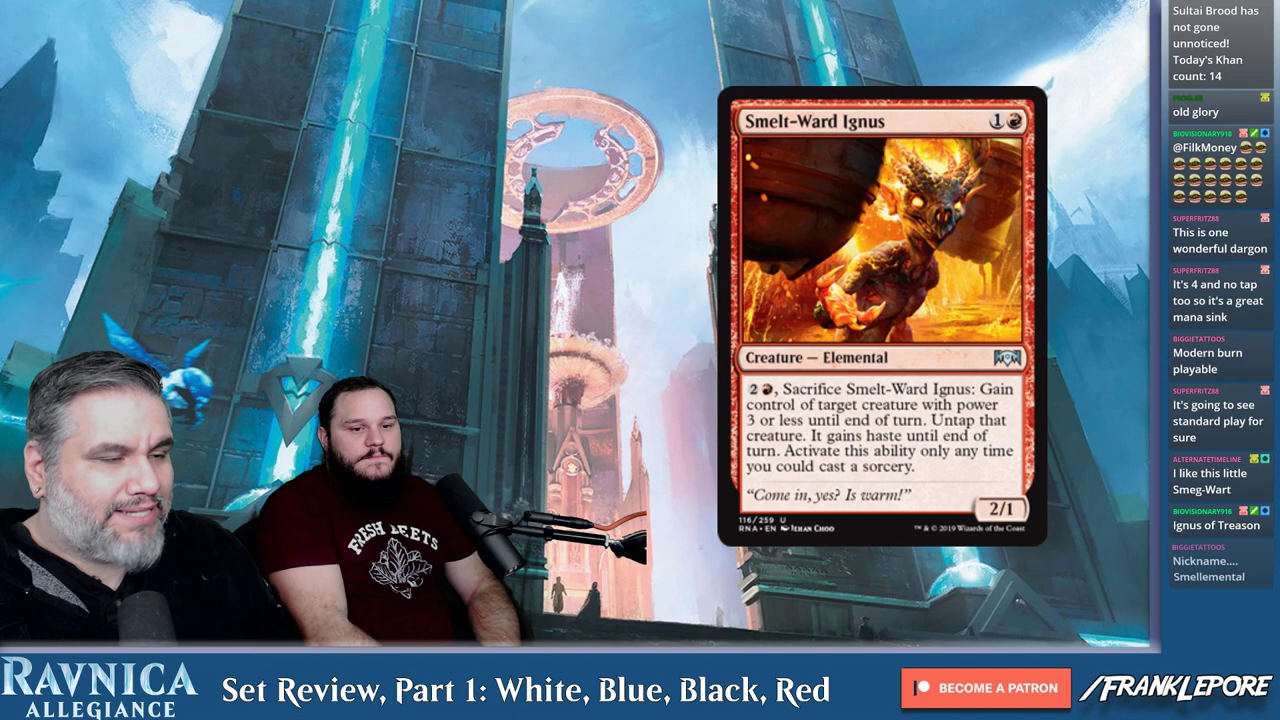 Sultai Brood has
not gone
unnoticed!
Today's Khan
count: 14
old glory
BIOVISIONARY918
@FilkMoney
SUPERFRITZ88
This is one
wonderful dargon
SUPERFRITZ88
It's 4 and no tap
too so it's a great
mana sink
BIGGIETATTOOS
Modern burn
playable
SUPERFRITZ88
It's going to see
standard play for
sure
ALTERNATETIMELINE
I like this little
Smeg-Wart
BIOVISIONARY918
Ignus of Treason
BIGGIETATTOOS
Nickname....
Smellemental
Smelt-Ward Ignus 1
Creature — Elemental
2 , Sacrifice Smelt-Ward Ignus: Gain
control of target creature with power
3 or less until end of turn. Untap that
creature. It gains haste until end of
turn. Activate this ability only any time
you could cast a sorcery.
"Come in, yes? Is warm!"
2/1
116/259 U
RNA • EN JEHAN CHOO
™ & © 2019 Wizards of the Coast
FRESH BEETS
RAVNICA
ALLEGIANCE
Set Review, Part 1: White, Blue, Black, Red
BECOME A PATRON
/FRANKLEPORE